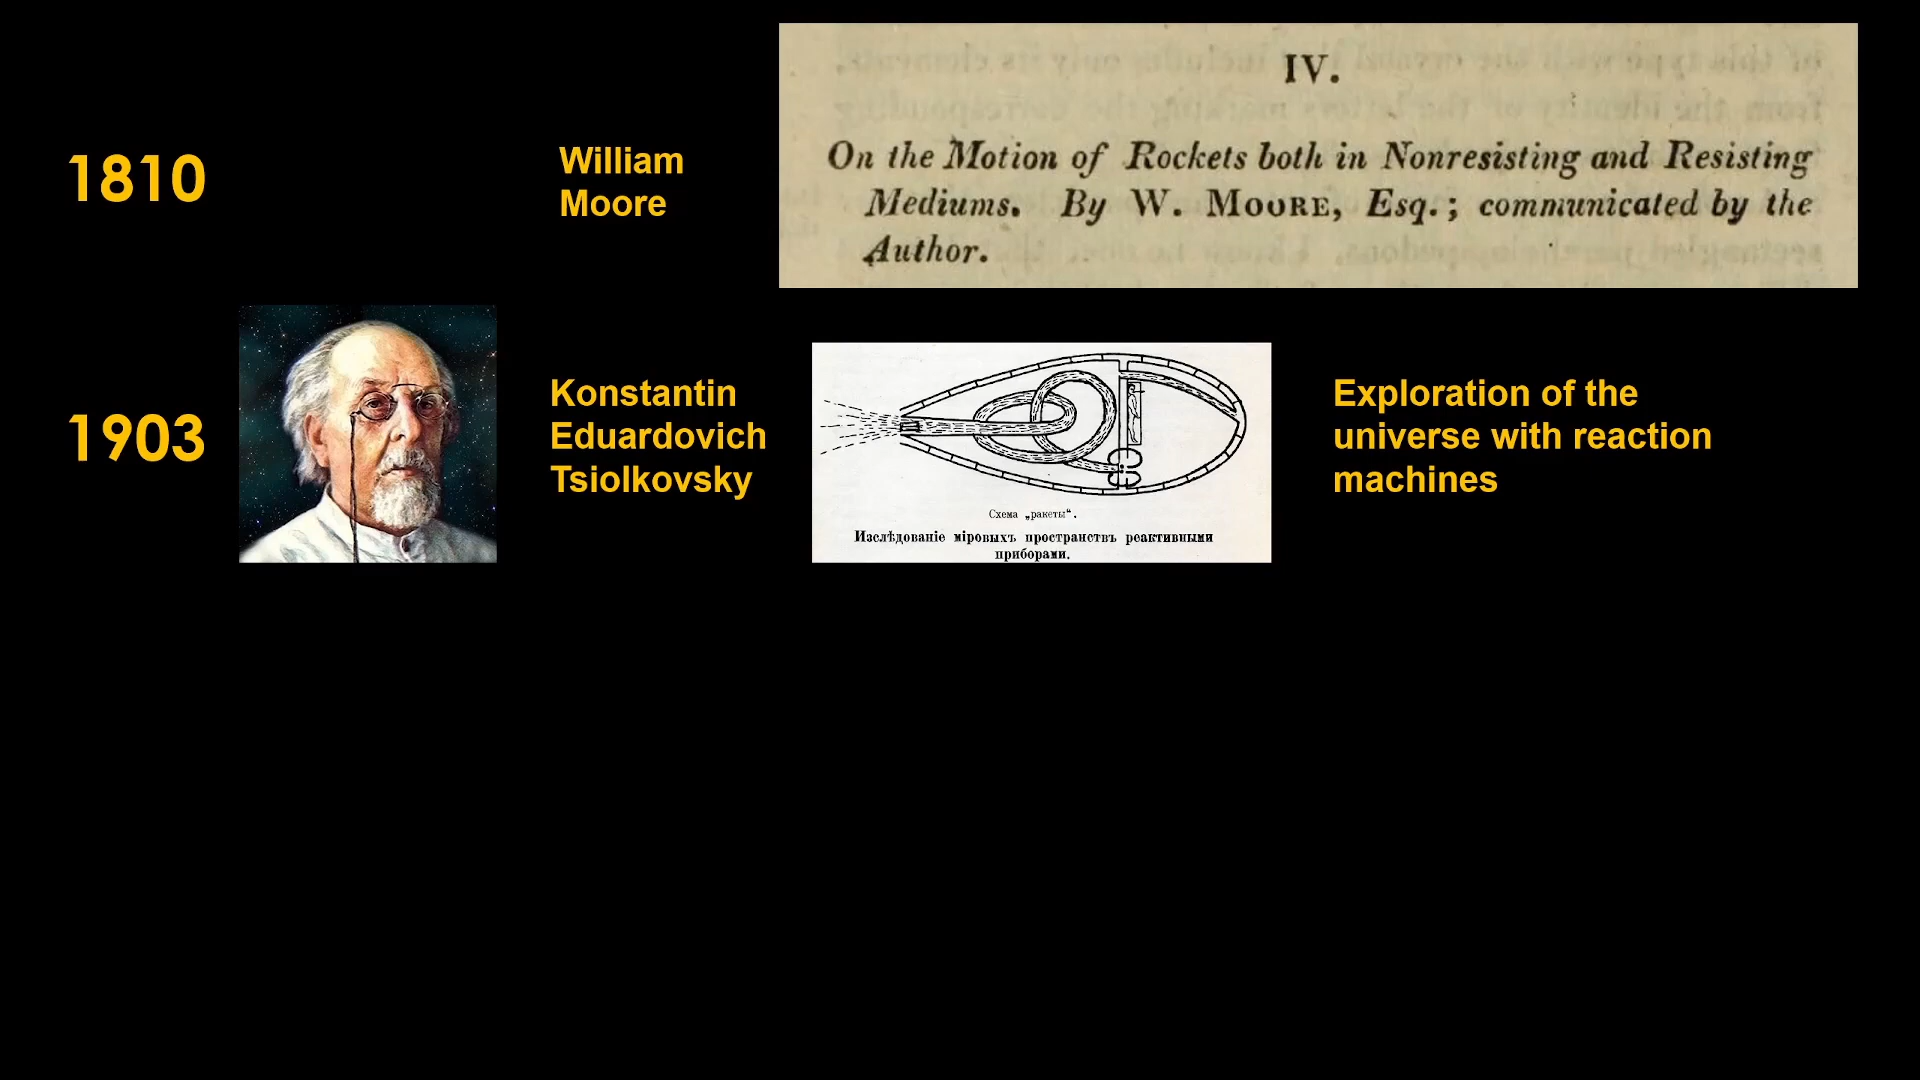 1810
William
Moore
IV.
On the Motion of Rockets both in Nonresisting and Resisting
Mediums. By W. MOORE, Esq.; communicated by the
Author.
1903
Konstantin
Eduardovich
Tsiolkovsky
Схема „ракеты“.
Изслѣдованіе міровыхъ пространствъ реактивными
приборами.
Exploration of the
universe with reaction
machines